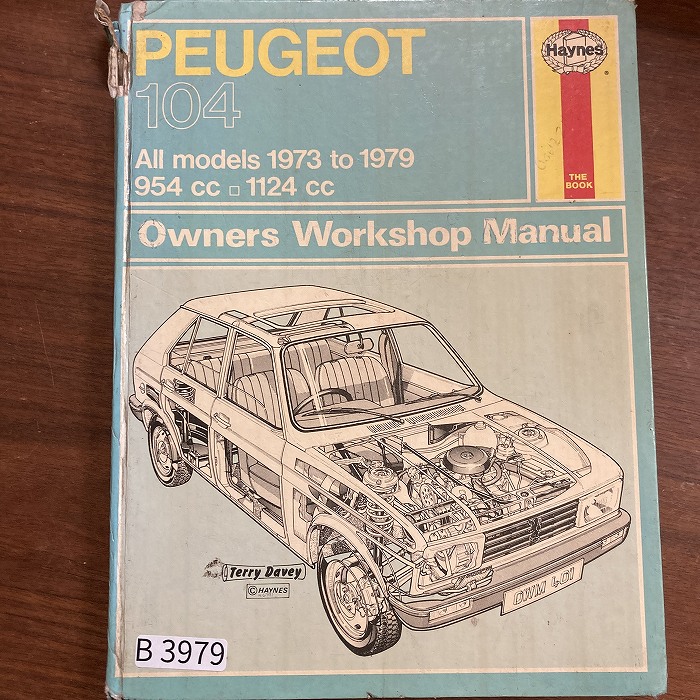 PEUGEOT
104
All models 1973 to 1979
954 cc □ 1124 cc
Haynes
®
THE
BOOK
Owners Workshop Manual
Terry Davey
© HAYNES
GWM 401
B 3979